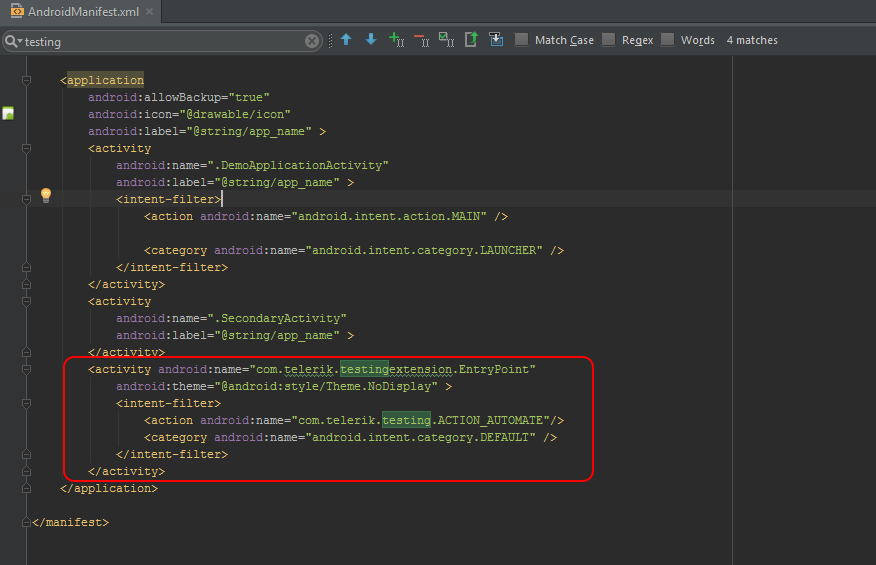 AndroidManifest.xml
testing
Match Case Regex Words 4 matches
<application
android:allowBackup="true"
android:icon="@drawable/icon"
android:label="@string/app_name" >
<activity
android:name=".DemoApplicationActivity"
android:label="@string/app_name" >
<intent-filter>
<action android:name="android.intent.action.MAIN" />
<category android:name="android.intent.category.LAUNCHER" />
</intent-filter>
</activity>
<activity
android:name=".SecondaryActivity"
android:label="@string/app_name" >
</activity>
<activity android:name="com.telerik.testingextension.EntryPoint"
android:theme="@android:style/Theme.NoDisplay" >
<intent-filter>
<action android:name="com.telerik.testing.ACTION_AUTOMATE"/>
<category android:name="android.intent.category.DEFAULT" />
</intent-filter>
</activity>
</application>
</manifest>